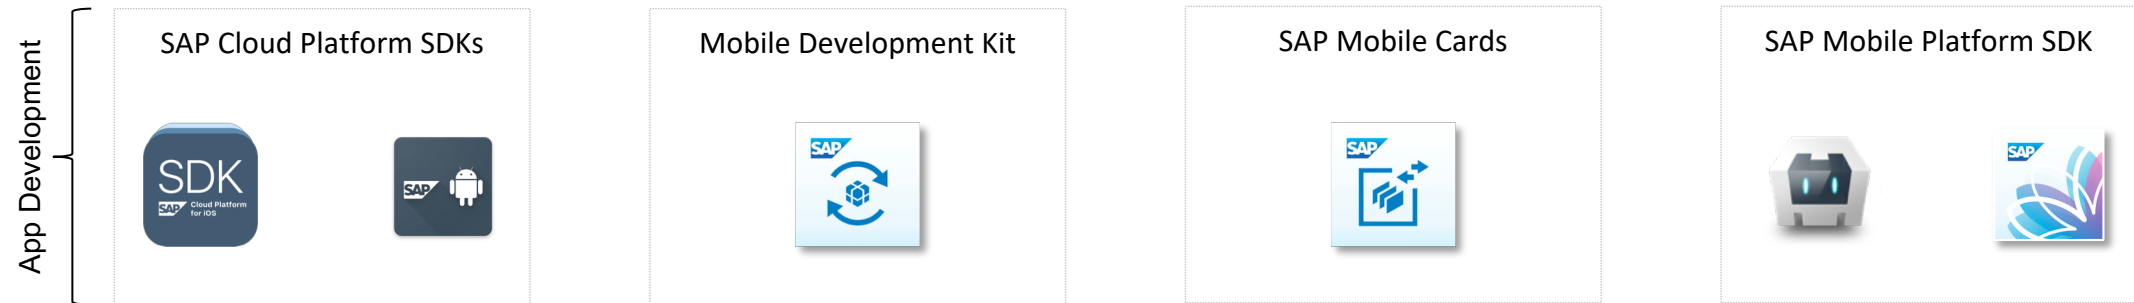 App Development
SAP Cloud Platform SDKs
SDK
SAP Cloud Platform
for iOS
SAP
Mobile Development Kit
SAP
SAP Mobile Cards
SAP
SAP Mobile Platform SDK
SAP